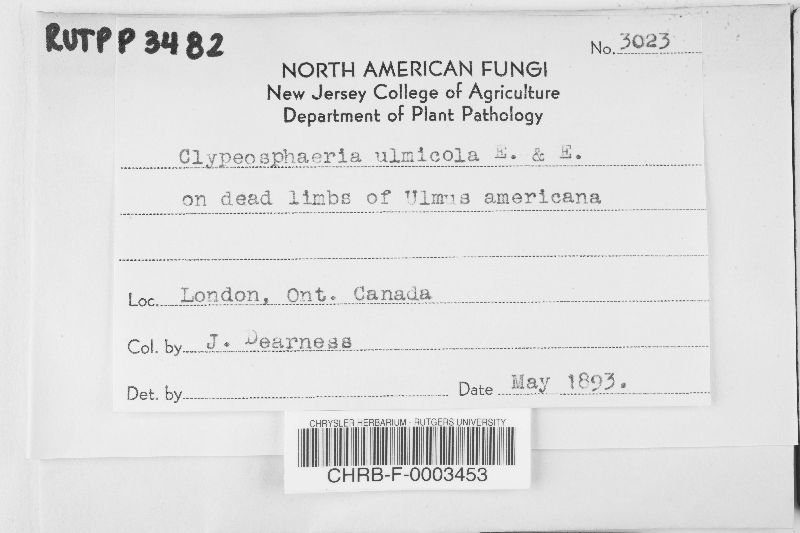 RUTPP 3482
No. 3023
NORTH AMERICAN FUNGI
New Jersey College of Agriculture
Department of Plant Pathology
Clypeosphaeria ulmicola E. & E.
on dead limbs of Ulmus americana
Loc. London, Ont. Canada
Col. by J. Dearness
Det. by
Date May 1893.
CHRYSLER HERBARIUM - RUTGERS UNIVERSITY
CHRB-F-0003453